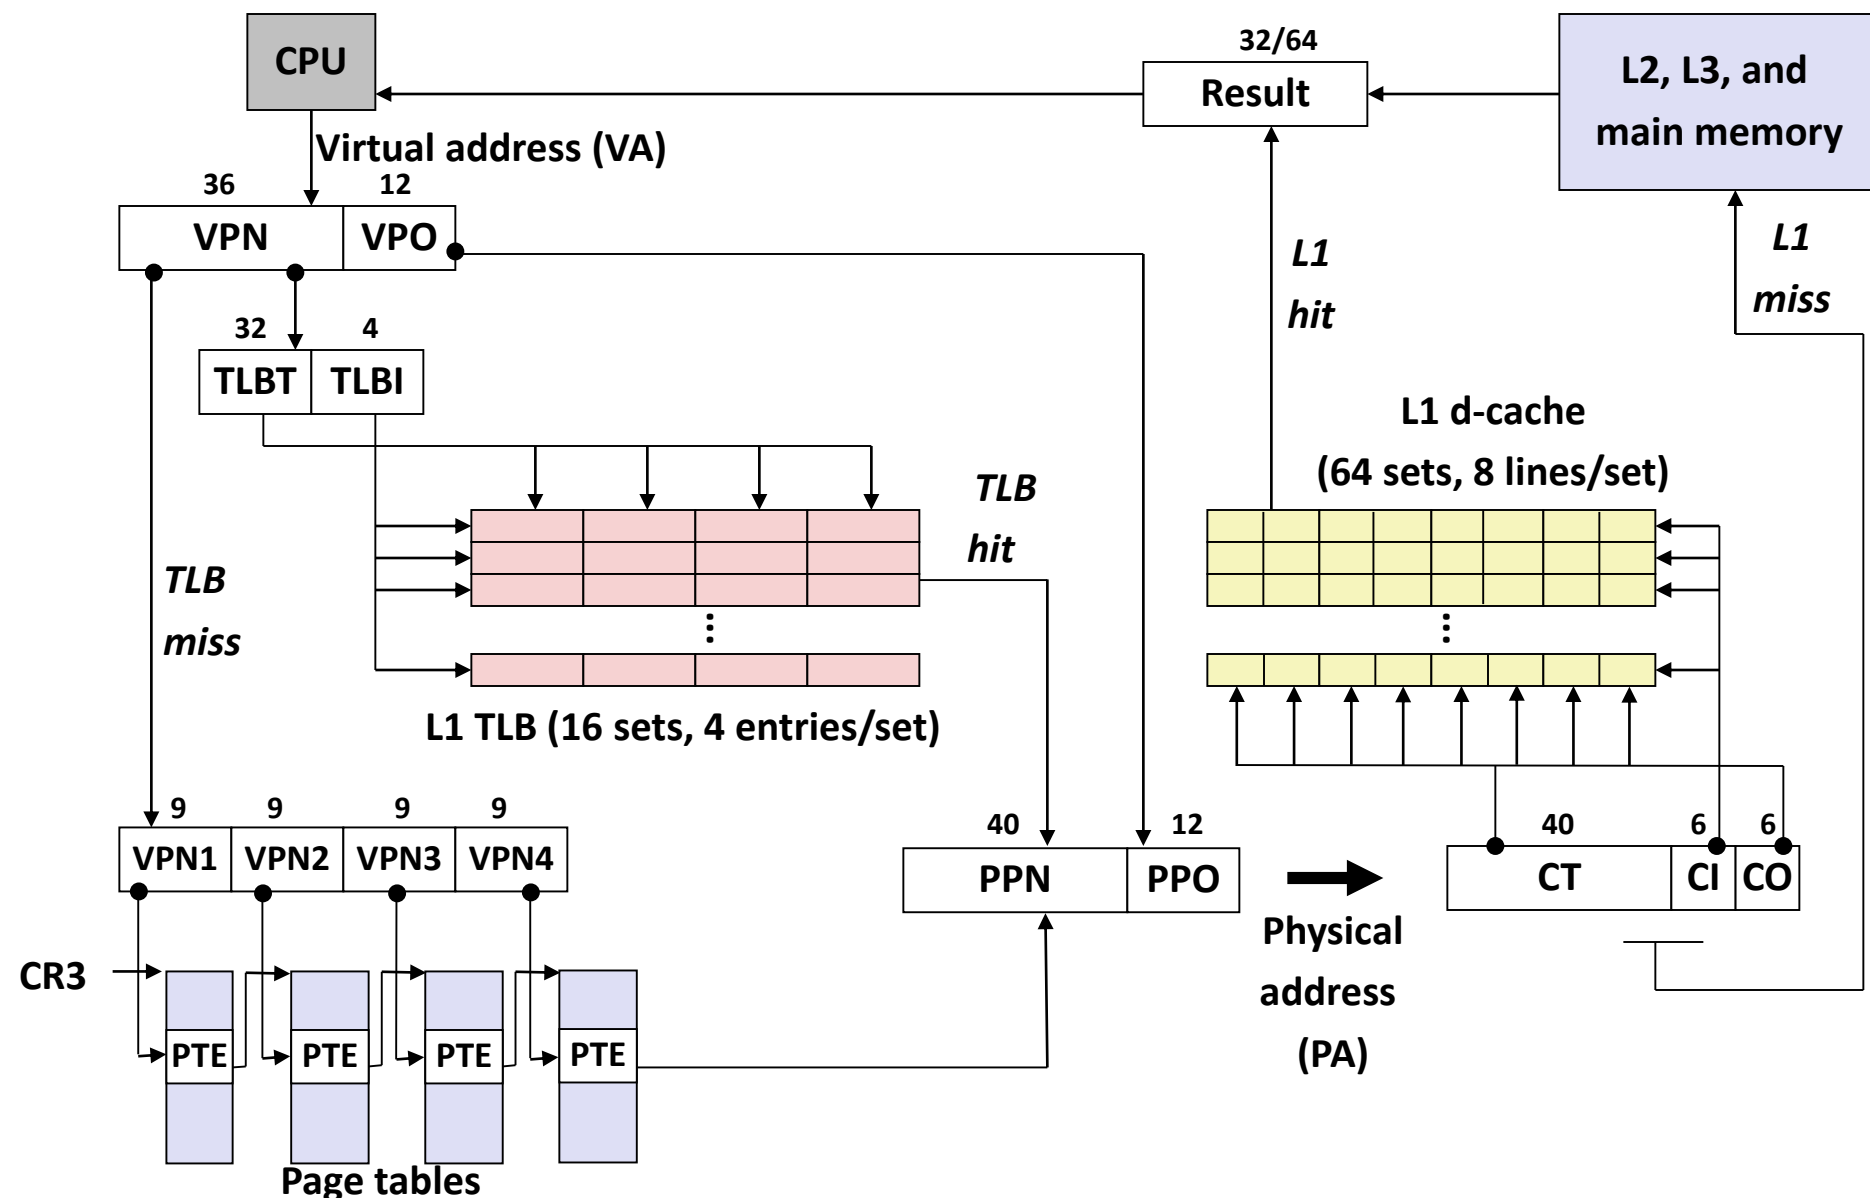 CPU
32/64
Result
L2, L3, and
main memory
Virtual address (VA)
36
12
VPN
VPO
L1
hit
L1
miss
32
4
TLBT
TLBI
L1 d-cache
(64 sets, 8 lines/set)
TLB
hit
TLB
miss
...
...
L1 TLB (16 sets, 4 entries/set)
9
9
9
9
VPN1
VPN2
VPN3
VPN4
40
12
PPN
PPO
40
6
6
CT
CI
CO
Physical
address
(PA)
CR3
PTE
PTE
PTE
PTE
Page tables